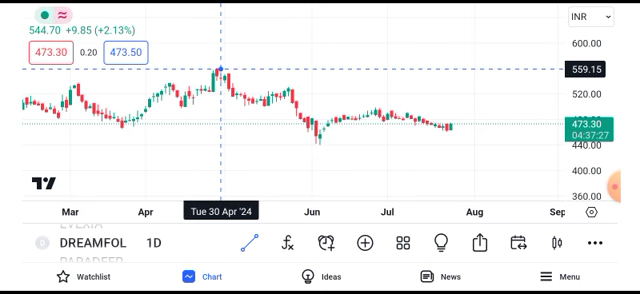 INR
544.70 +9.85 (+2.13%)
473.30 0.20 473.50
600.00
559.15
520.00
473.30
04:37:27
440.00
360.00
Mar Apr Tue 30 Apr '24 Jun Jul Aug Sep
DREAMFOL 1D
Watchlist Chart Ideas News Menu